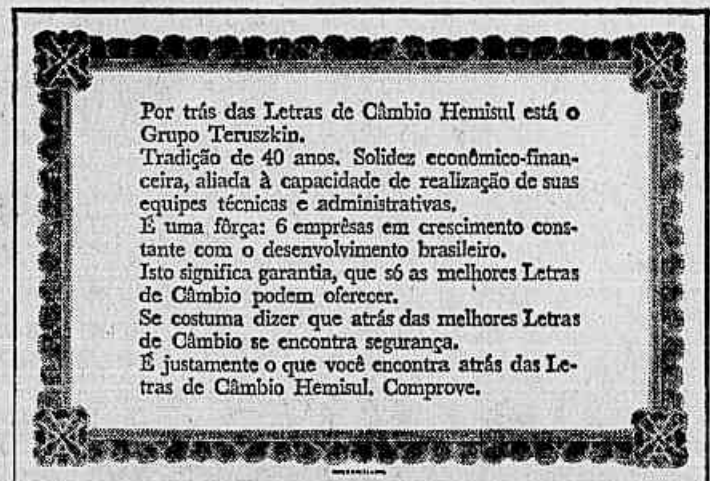 Por trás das Letras de Câmbio Hemisul está o
Grupo Teruszkin.
Tradição de 40 anos. Solidez econômico-finan-
ceira, aliada à capacidade de realização de suas
equipes técnicas e administrativas.
É uma fôrça: 6 emprêsas em crescimento cons-
tante com o desenvolvimento brasileiro.
Isto significa garantia, que só as melhores Letras
de Câmbio podem oferecer.
Se costuma dizer que atrás das melhores Letras
de Câmbio se encontra segurança.
É justamente o que você encontra atrás das Le-
tras de Câmbio Hemisul. Comprove.